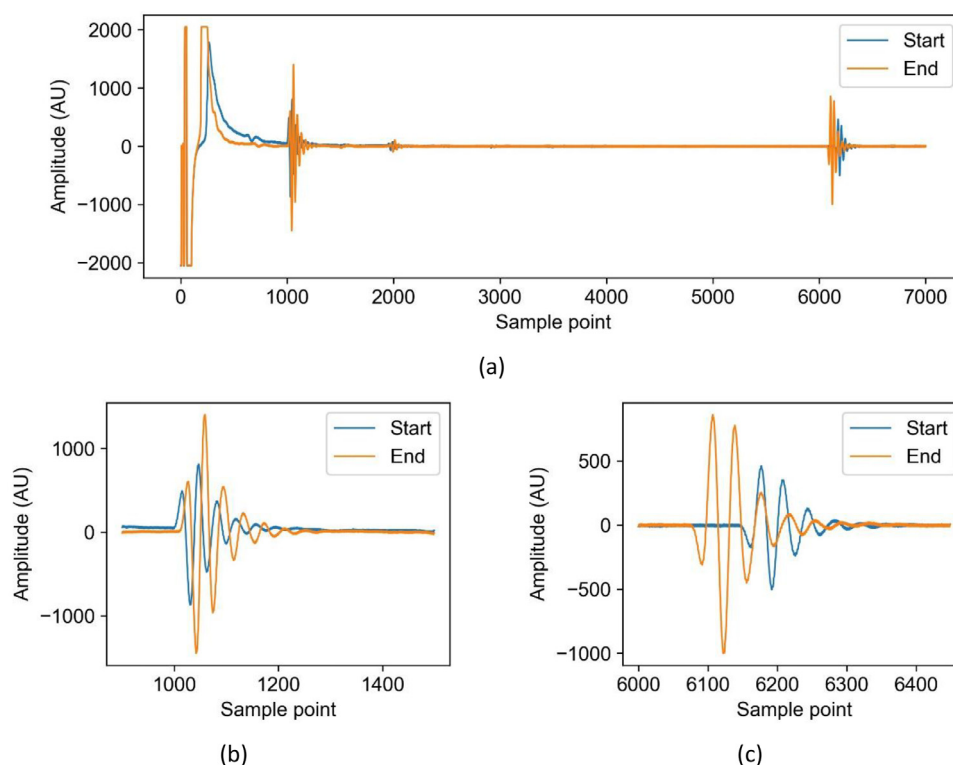 2000
1000
0
−1000
−2000
Amplitude (AU)
Start
End
0 1000 2000 3000 4000 5000 6000 7000
Sample point
(a)
1000
0
−1000
Amplitude (AU)
Start
End
1000 1200 1400
Sample point
(b)
500
0
−500
−1000
Amplitude (AU)
Start
End
6000 6100 6200 6300 6400
Sample point
(c)